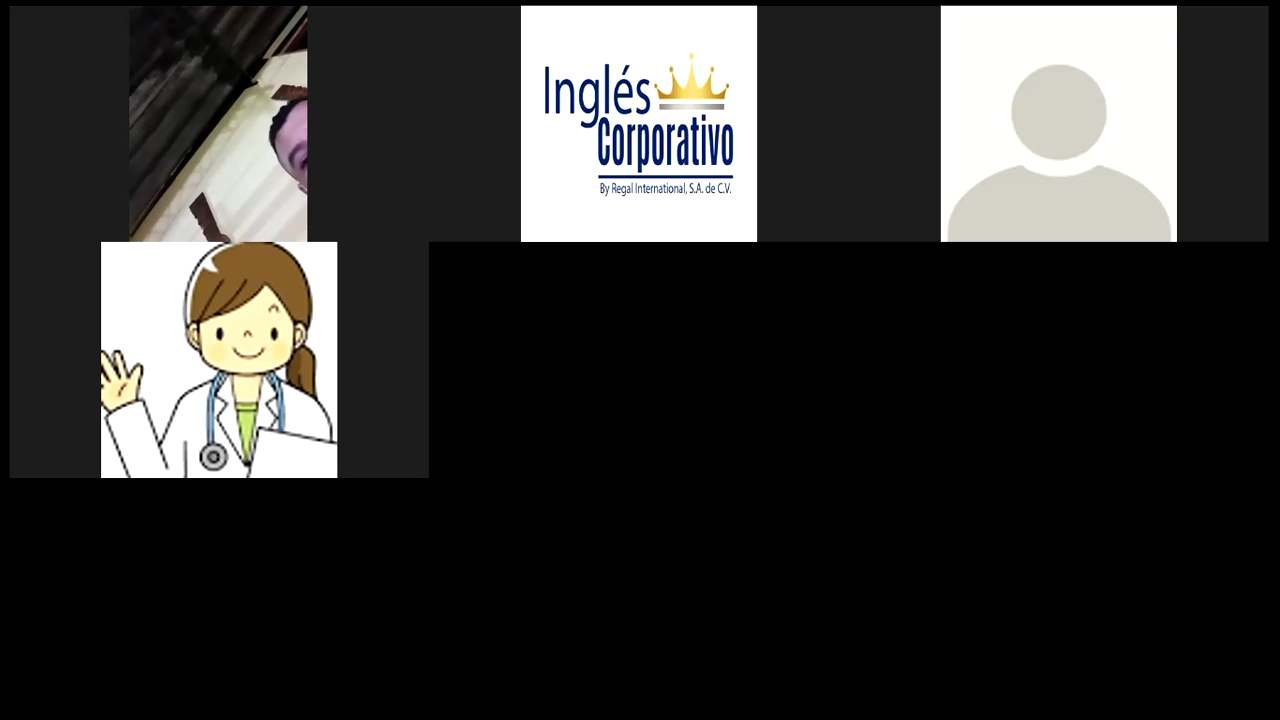 Inglés
Corporativo
By Regal International, S.A. de C.V.